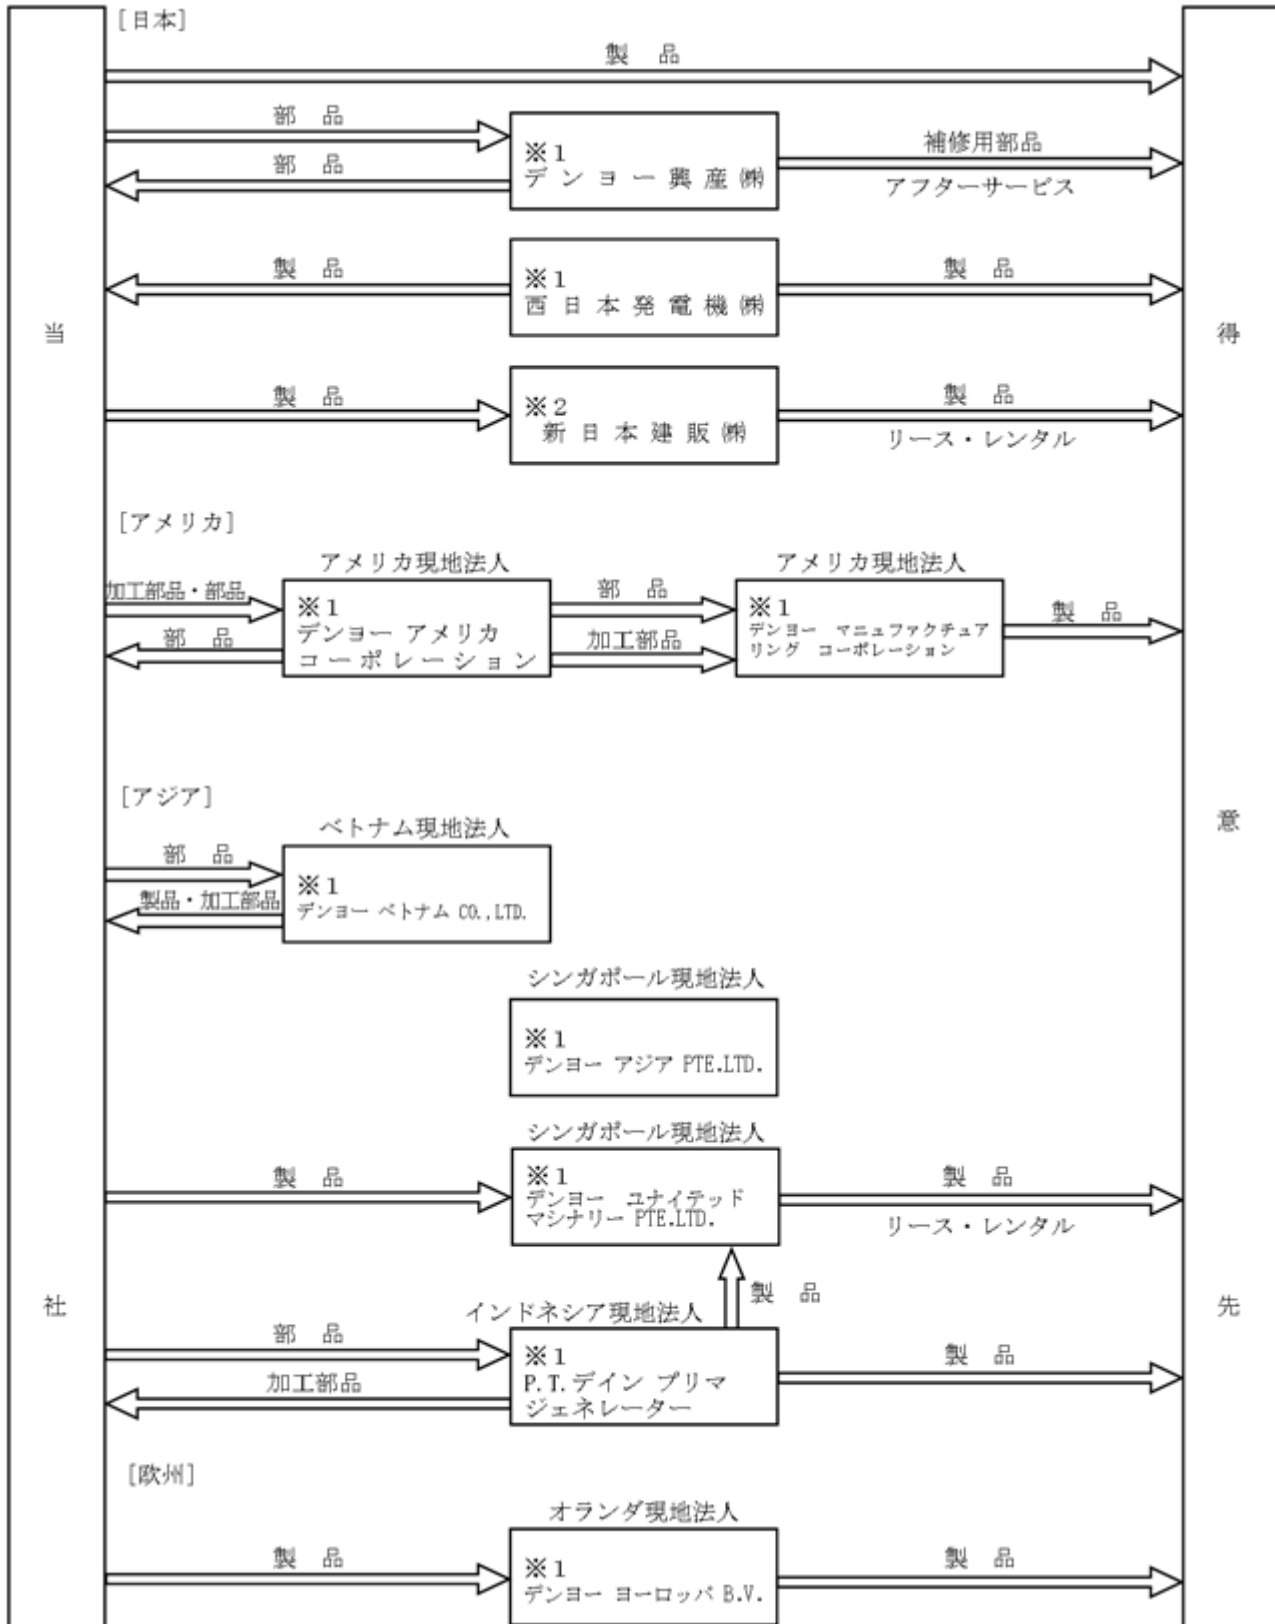 [日本]
製品
部品
部品
※1
デンヨー興産㈱
補修用部品
アフターサービス
製品
※1
西日本発電機㈱
製品
当
得
製品
※2
新日本建販㈱
製品
リース・レンタル
[アメリカ]
アメリカ現地法人
アメリカ現地法人
加工部品・部品
部品
※1
デンヨー アメリカ
コーポレーション
部品
加工部品
※1
デンヨー マニュファクチュア
リング コーポレーション
製品
[アジア]
意
ベトナム現地法人
部品
製品・加工部品
※1
デンヨー ベトナム CO.,LTD.
シンガポール現地法人
※1
デンヨー アジア PTE.LTD.
シンガポール現地法人
製品
※1
デンヨー ユナイテッド
マシナリー PTE.LTD.
製品
リース・レンタル
製品
社
先
インドネシア現地法人
部品
加工部品
※1
P.T.デイン プリマ
ジェネレーター
製品
[欧州]
オランダ現地法人
製品
※1
デンヨー ヨーロッパ B.V.
製品